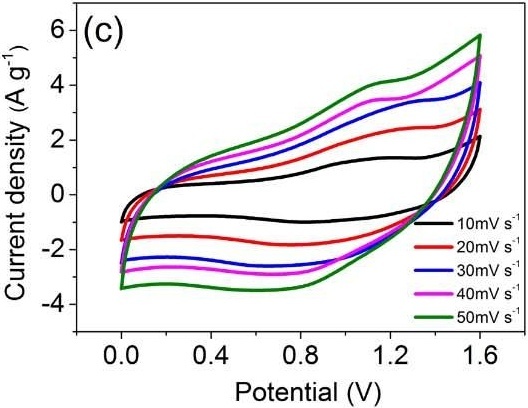 (c)
Current density (A g⁻¹)
6
4
2
0
-2
-4
10mV s⁻¹
20mV s⁻¹
30mV s⁻¹
40mV s⁻¹
50mV s⁻¹
0.0 0.4 0.8 1.2 1.6
Potential (V)